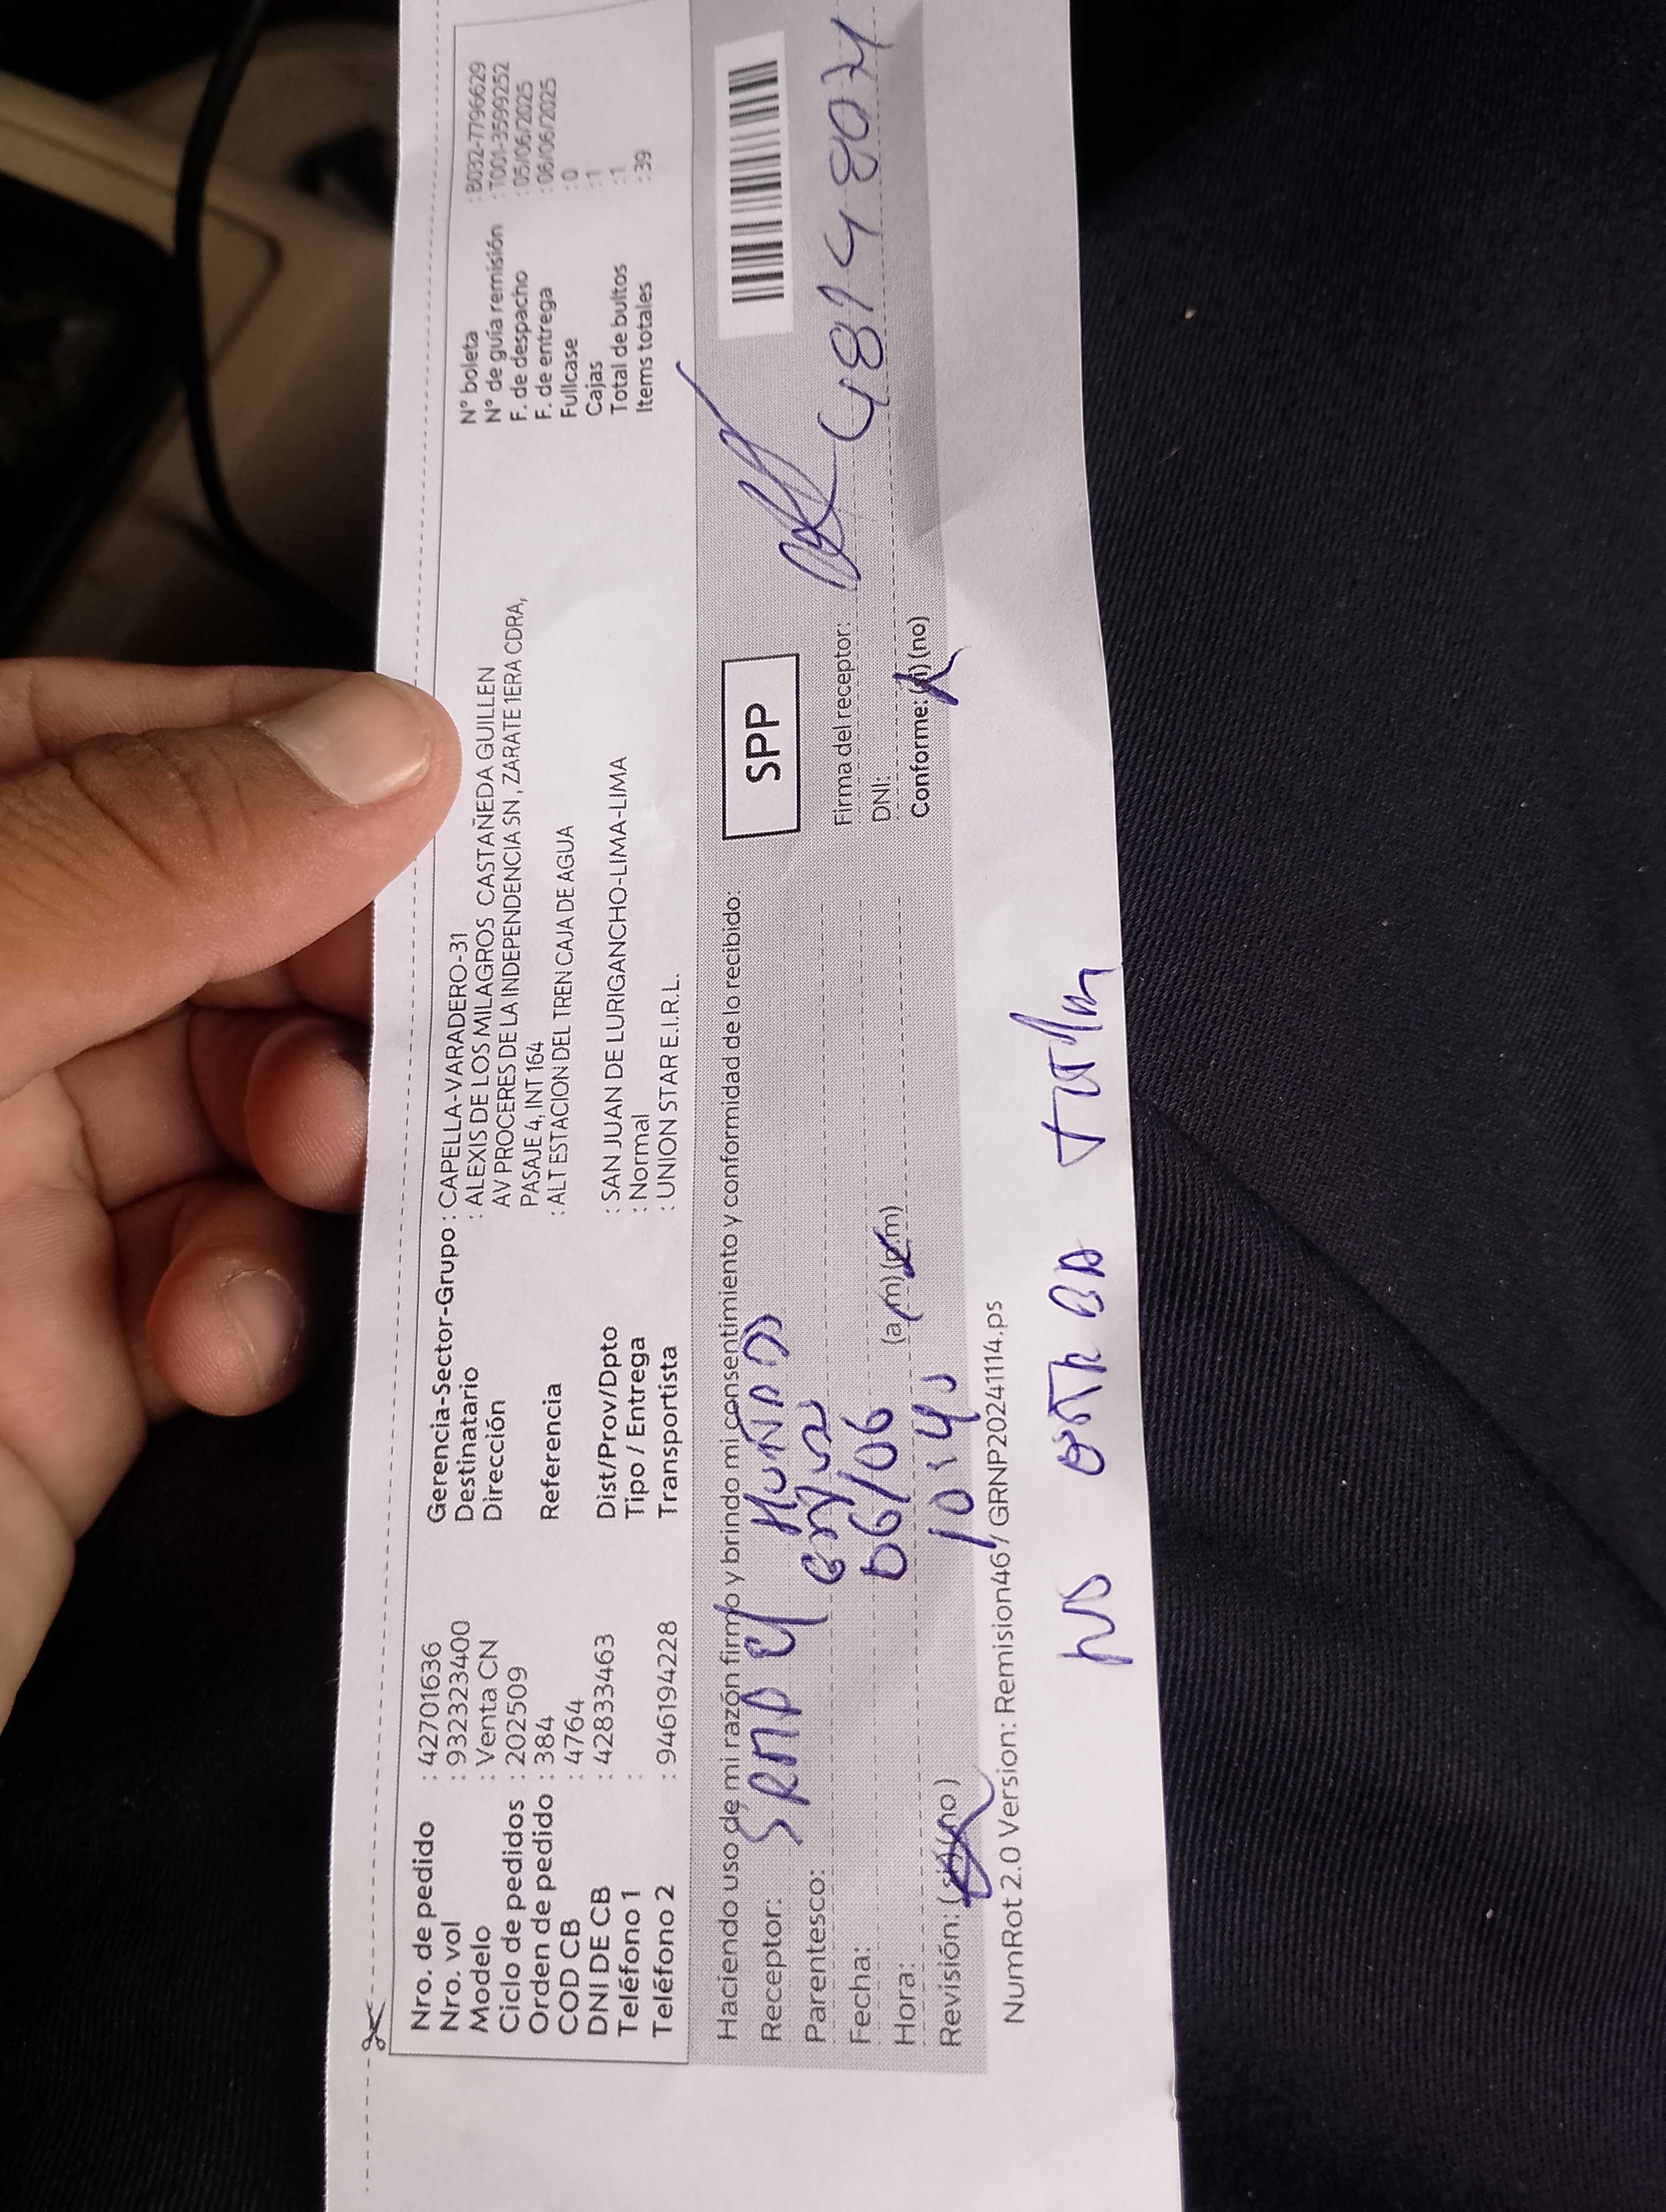 Nro. de pedido : 42701636
Nro. vol : 932323400
Modelo : Venta CN
Ciclo de pedidos : 202509
Orden de pedido : 384
COD CB : 4764
DNI DE CB : 42833463
Teléfono 1 :
Teléfono 2 : 946194228
Gerencia-Sector-Grupo : CAPELLA-VARADERO-31
Destinatario : ALEXIS DE LOS MILAGROS CASTAÑEDA GUILLEN
Dirección AV PROCERES DE LA INDEPENDENCIA SN, ZARATE 1ERA CDRA,
PASAJE 4, INT 164
Referencia : ALT ESTACION DEL TREN CAJA DE AGUA
Dist/Prov/Dpto : SAN JUAN DE LURIGANCHO-LIMA-LIMA
Tipo / Entrega : Normal
Transportista : UNION STAR E.I.R.L.
N° boleta : B032-7796629
N° de guía remisión : T001-3599252
F. de despacho : 05/06/2025
F. de entrega : 06/06/2025
Fullcase : 0
Cajas : 1
Total de bultos : 1
Items totales : 39
Haciendo uso de mi razón firmo y brindo mi consentimiento y conformidad de lo recibido:
SPP
Receptor:
Parentesco:
Fecha: 06/06
Hora: 10:45 (a.m) (p.m)
Revisión: (si) (no)
Firma del receptor:
DNI: 48148074
Conforme: (si) (no)
NumRot 2.0 Version: Remision46 / GRNP20241114.ps